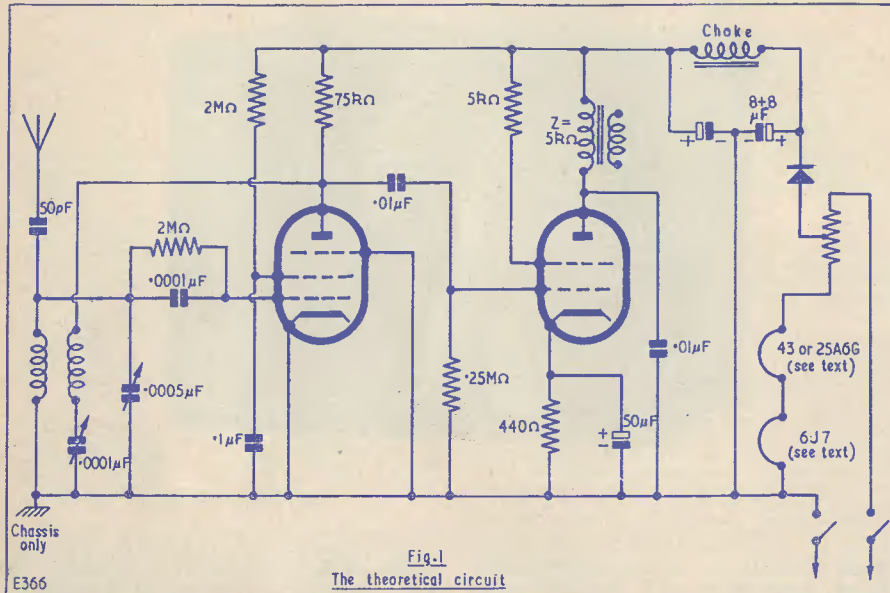 Choke
2MΩ
75kΩ
5kΩ
Z=
5kΩ
8+8
μF
+
-
-
+
50pF
2MΩ
·01μF
·0001μF
·0005μF
·0001μF
·1μF
·25MΩ
440Ω
+
-
50μF
·01μF
43 or 25A6G
(see text)
6J7
(see text)
Chassis
only
Fig.1
The theoretical circuit
E366